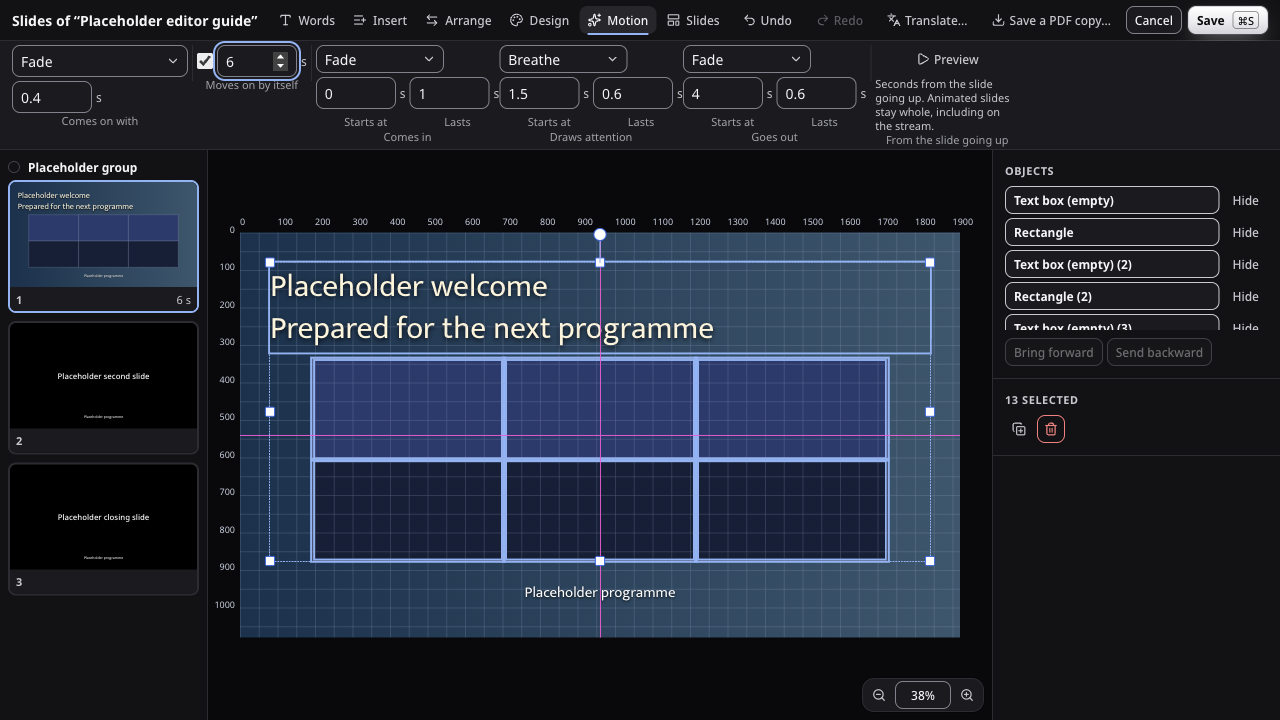 Slides of “Placeholder editor guide” Words Insert Arrange Design Motion Slides Undo Redo Translate… Save a PDF copy… Cancel Save ⌘S
Fade 6 s Fade Breathe Fade Preview
Moves on by itself
0.4 s 0 s 1 s 1.5 s 0.6 s 4 s 0.6 s
Comes on with
Starts at Lasts Starts at Lasts Starts at Lasts
Comes in Draws attention Goes out
Seconds from the slide
going up. Animated slides
stay whole, including on
the stream.
From the slide going up
Placeholder group
Placeholder welcome
Prepared for the next programme
Placeholder programme
1 6 s
Placeholder second slide
Placeholder programme
2
Placeholder closing slide
Placeholder programme
3
0 100 200 300 400 500 600 700 800 900 1000 1100 1200 1300 1400 1500 1600 1700 1800 1900
0
100
200
300
400
500
600
700
800
900
1000
Placeholder welcome
Prepared for the next programme
Placeholder programme
38%
OBJECTS
Text box (empty) Hide
Rectangle Hide
Text box (empty) (2) Hide
Rectangle (2) Hide
Text box (empty) (3) Hide
Bring forward Send backward
13 SELECTED